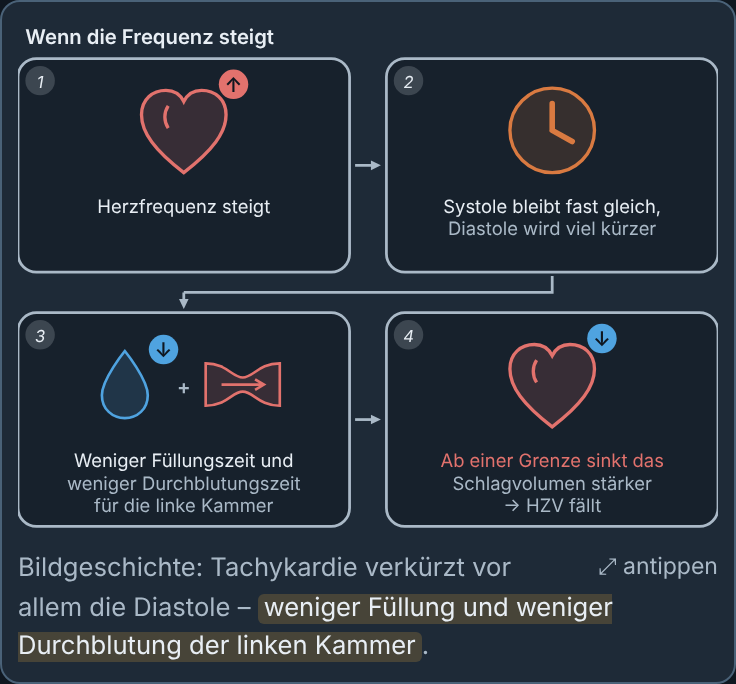 Wenn die Frequenz steigt
1
Herzfrequenz steigt
2
Systole bleibt fast gleich,
Diastole wird viel kürzer
3
+
Weniger Füllungszeit und
weniger Durchblutungszeit
für die linke Kammer
4
Ab einer Grenze sinkt das
Schlagvolumen stärker
→ HZV fällt
Bildgeschichte: Tachykardie verkürzt vor
allem die Diastole – weniger Füllung und weniger
Durchblutung der linken Kammer.
⤢ antippen